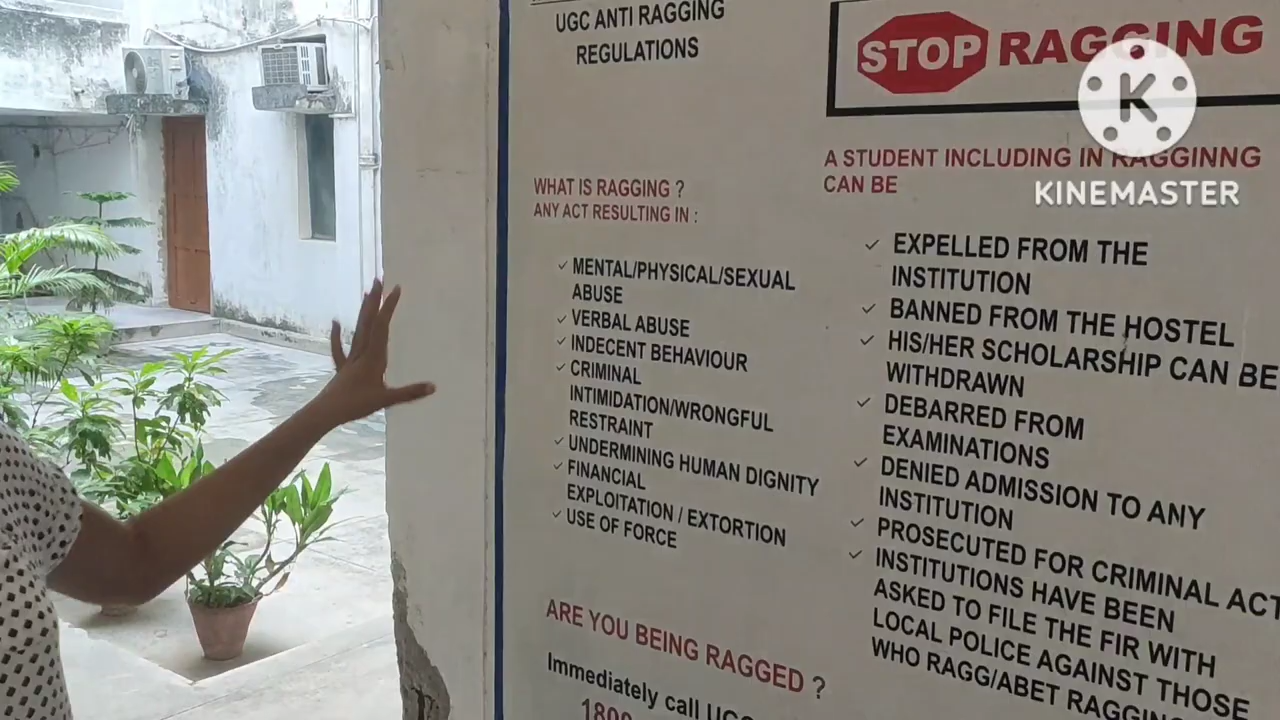 UGC ANTI RAGGING
REGULATIONS
WHAT IS RAGGING ?
ANY ACT RESULTING IN :
MENTAL/PHYSICAL/SEXUAL
ABUSE
VERBAL ABUSE
INDECENT BEHAVIOUR
CRIMINAL
INTIMIDATION/WRONGFUL
RESTRAINT
UNDERMINING HUMAN DIGNITY
FINANCIAL
EXPLOITATION / EXTORTION
USE OF FORCE
ARE YOU BEING RAGGED ?
Immediately call UGC
1800
STOP RAGGING
A STUDENT INCLUDING IN RAGGINNG
CAN BE
EXPELLED FROM THE
INSTITUTION
BANNED FROM THE HOSTEL
HIS/HER SCHOLARSHIP CAN BE
WITHDRAWN
DEBARRED FROM
EXAMINATIONS
DENIED ADMISSION TO ANY
INSTITUTION
PROSECUTED FOR CRIMINAL ACT
INSTITUTIONS HAVE BEEN
ASKED TO FILE THE FIR WITH
LOCAL POLICE AGAINST THOSE
WHO RAGG/ABET RAGGING
K
KINEMASTER